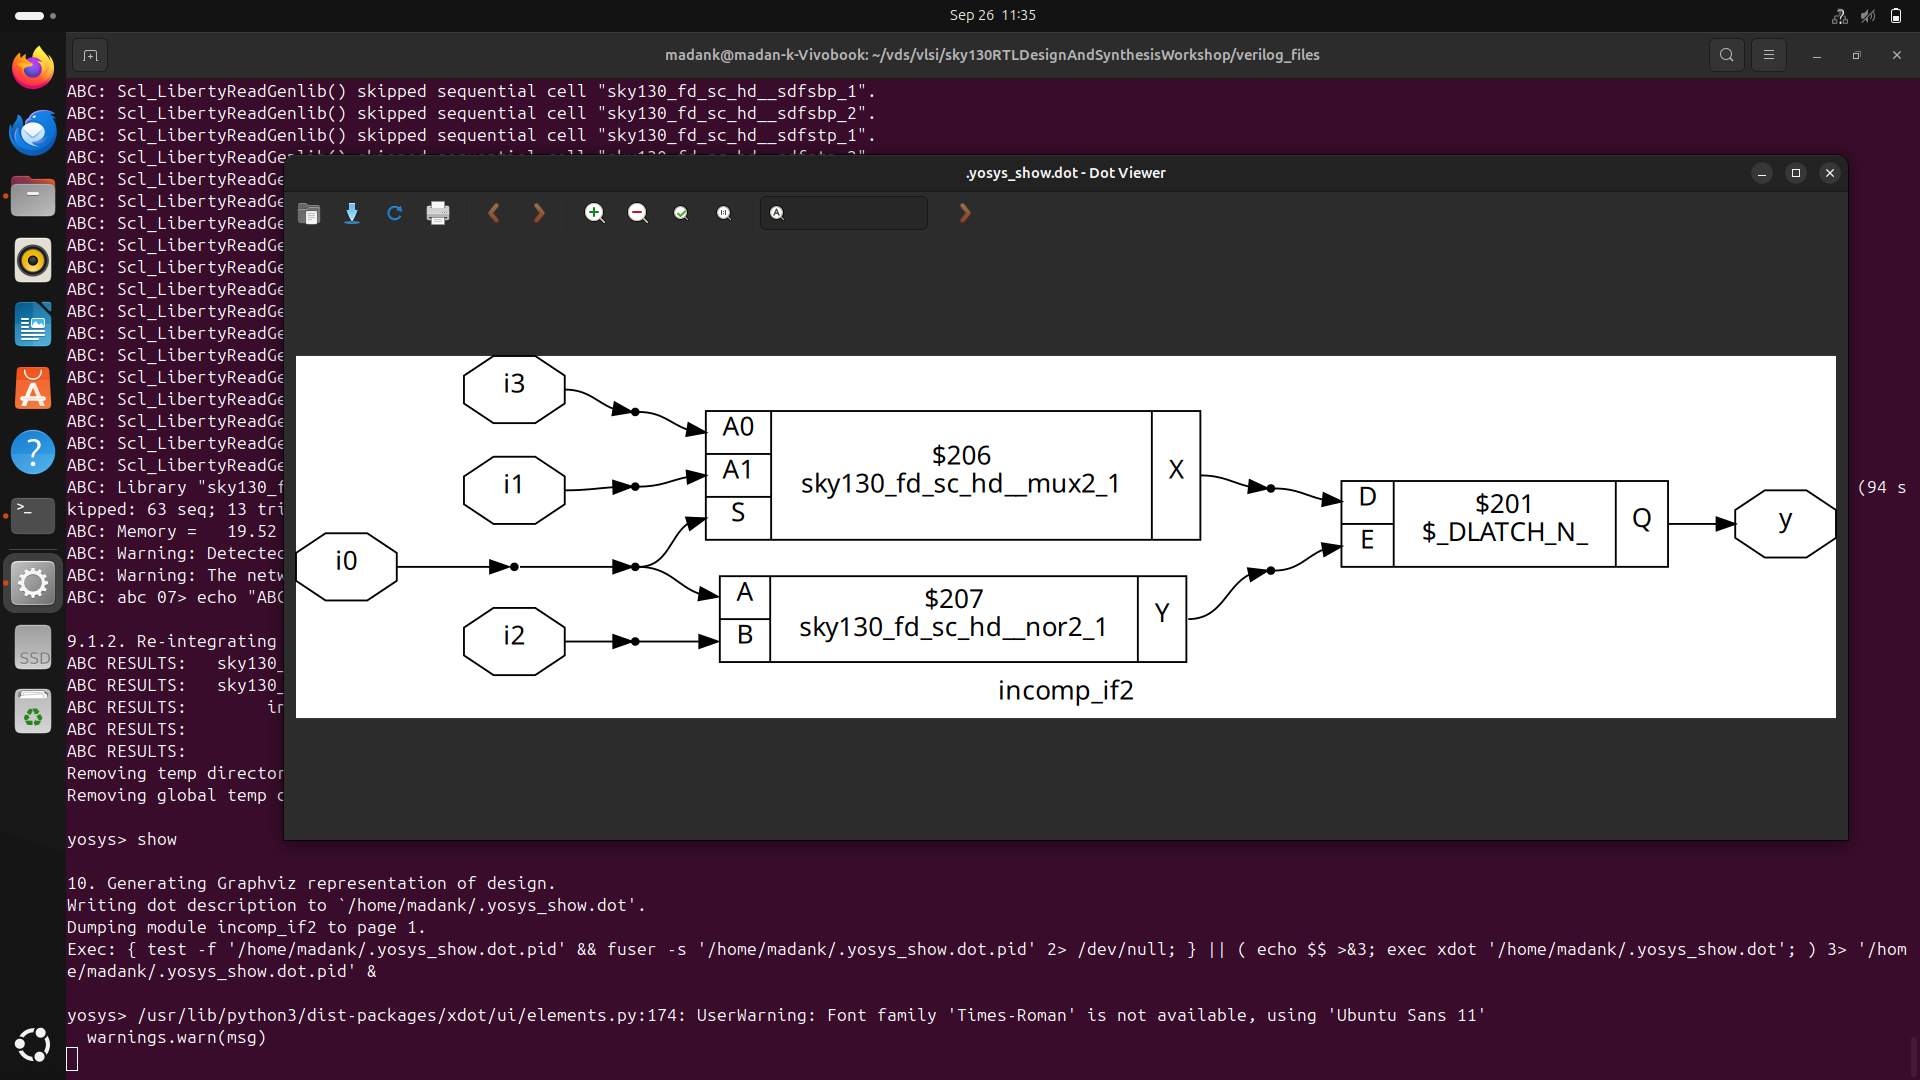 Sep 26 11:35
madank@madan-k-Vivobook: ~/vds/vlsi/sky130RTLDesignAndSynthesisWorkshop/verilog_files
ABC: Scl_LibertyReadGenlib() skipped sequential cell "sky130_fd_sc_hd__sdfsbp_1".
ABC: Scl_LibertyReadGenlib() skipped sequential cell "sky130_fd_sc_hd__sdfsbp_2".
ABC: Scl_LibertyReadGenlib() skipped sequential cell "sky130_fd_sc_hd__sdfstp_1".
ABC: Scl_LibertyReadGenlib() skipped sequential cell "sky130_fd_sc_hd__sdfstp_2".
ABC: Scl_LibertyReadGe
ABC: Scl_LibertyReadGe
ABC: Scl_LibertyReadGe
ABC: Scl_LibertyReadGe
ABC: Scl_LibertyReadGe
ABC: Scl_LibertyReadGe
ABC: Scl_LibertyReadGe
ABC: Scl_LibertyReadGe
ABC: Scl_LibertyReadGe
ABC: Scl_LibertyReadGe
ABC: Scl_LibertyReadGe
ABC: Scl_LibertyReadGe
ABC: Scl_LibertyReadGe
ABC: Scl_LibertyReadGe
ABC: Library "sky130_f (94 s
kipped: 63 seq; 13 tri
ABC: Memory = 19.52
ABC: Warning: Detected
ABC: Warning: The netw
ABC: abc 07> echo "ABC
9.1.2. Re-integrating
ABC RESULTS: sky130_
ABC RESULTS: sky130_
ABC RESULTS: in
ABC RESULTS:
ABC RESULTS:
Removing temp director
Removing global temp d
yosys> show
10. Generating Graphviz representation of design.
Writing dot description to `/home/madank/.yosys_show.dot'.
Dumping module incomp_if2 to page 1.
Exec: { test -f '/home/madank/.yosys_show.dot.pid' && fuser -s '/home/madank/.yosys_show.dot.pid' 2> /dev/null; } || ( echo $$ >&3; exec xdot '/home/madank/.yosys_show.dot'; ) 3> '/hom
e/madank/.yosys_show.dot.pid' &
yosys> /usr/lib/python3/dist-packages/xdot/ui/elements.py:174: UserWarning: Font family 'Times-Roman' is not available, using 'Ubuntu Sans 11'
warnings.warn(msg)
.yosys_show.dot - Dot Viewer
i3
i1
i0
i2
A0
A1
S
$206
sky130_fd_sc_hd__mux2_1
X
A
B
$207
sky130_fd_sc_hd__nor2_1
Y
D
E
$201
$_DLATCH_N_
Q
y
incomp_if2
SSD